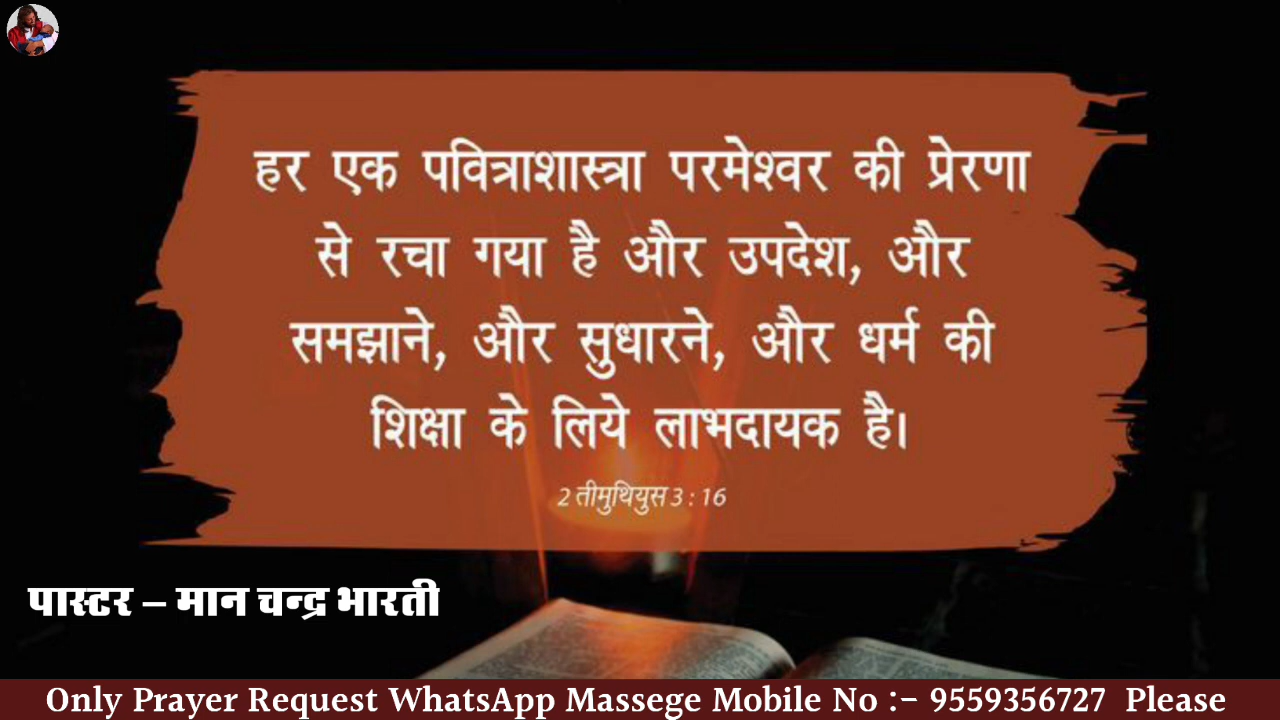 हर एक पवित्राशास्त्रा परमेश्वर की प्रेरणा
से रचा गया है और उपदेश, और
समझाने, और सुधारने, और धर्म की
शिक्षा के लिये लाभदायक है।
2 तीमुथियुस 3 : 16
पास्टर – मान चन्द्र भारती
Only Prayer Request WhatsApp Massege Mobile No :- 9559356727 Please